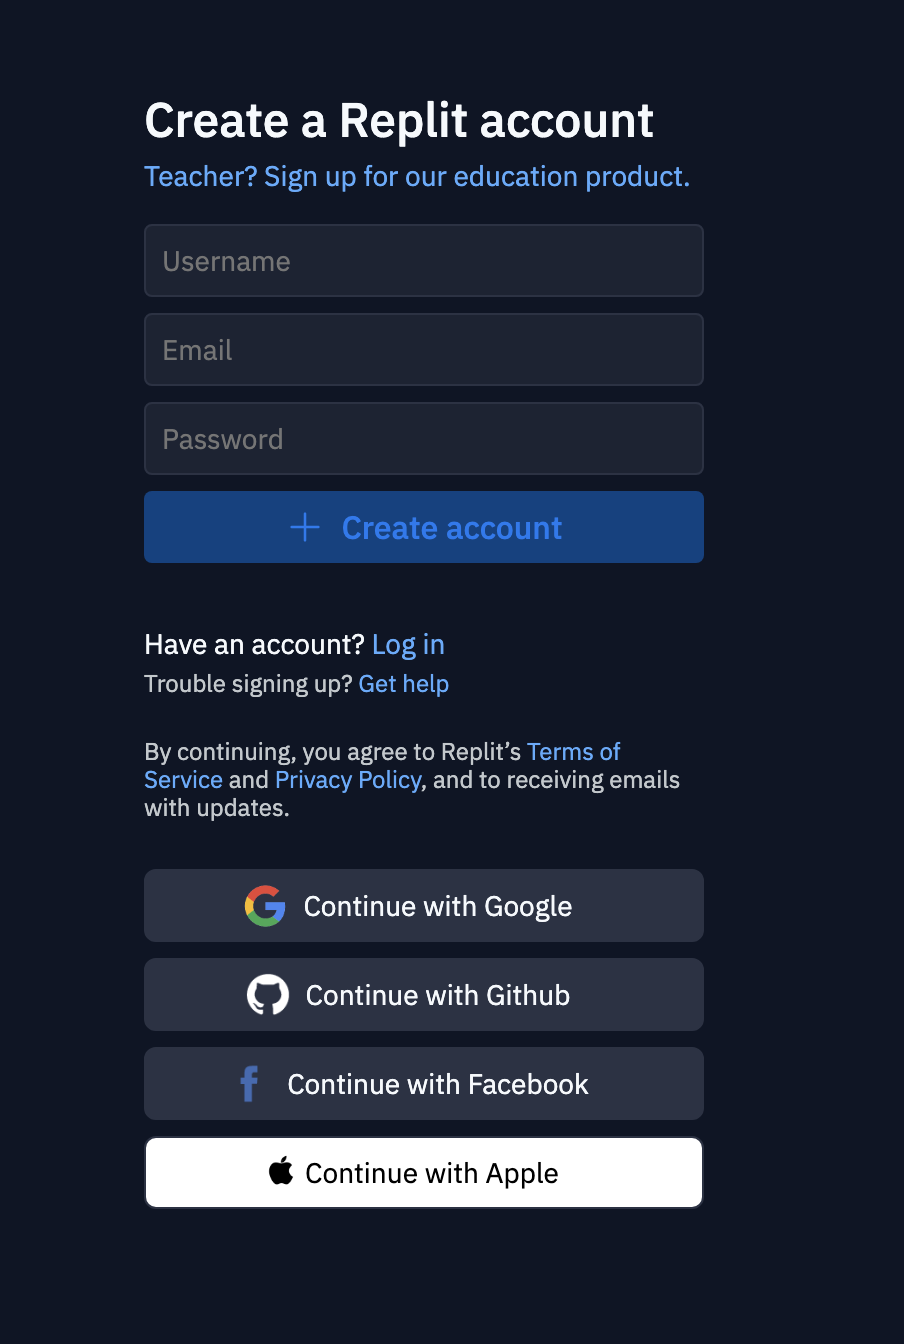 Create a Replit account
Teacher? Sign up for our education product.
Username
Email
Password
Create account
Have an account? Log in
Trouble signing up? Get help
By continuing, you agree to Replit’s Terms of
Service and Privacy Policy, and to receiving emails
with updates.
Continue with Google
Continue with Github
Continue with Facebook
Continue with Apple